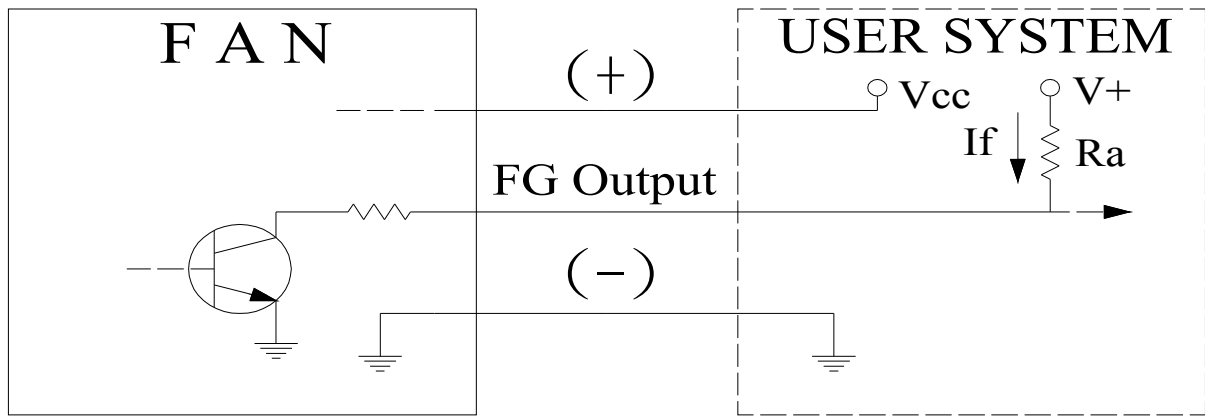 F A N
USER SYSTEM
(+)
Vcc
V+
If
Ra
FG Output
(-)